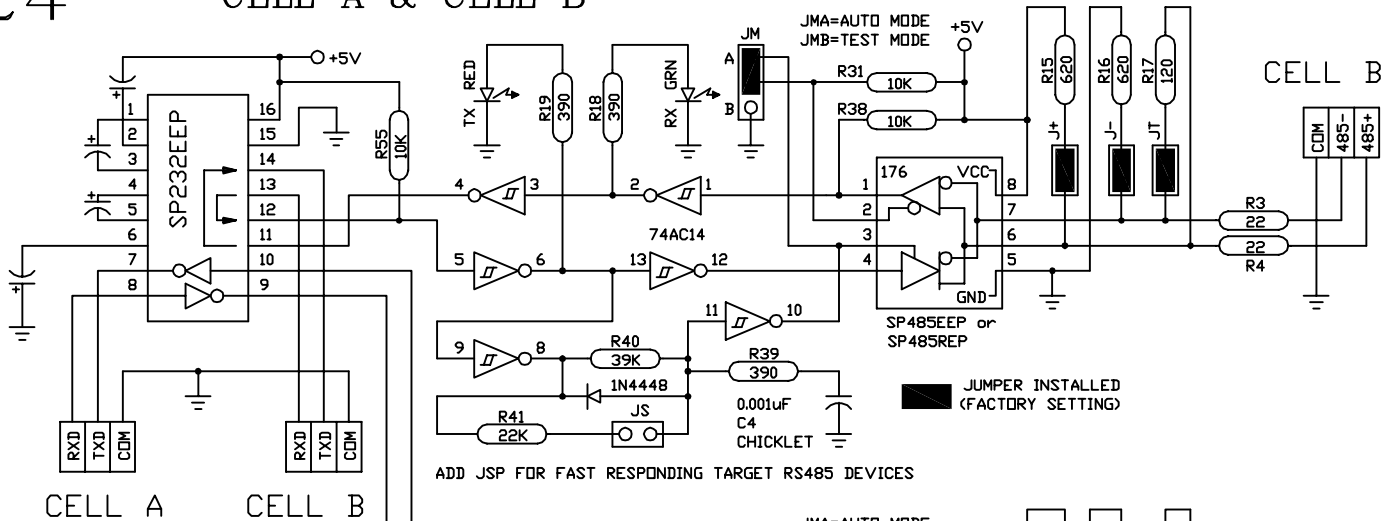 CELL A & CELL B
JMA=AUTO MODE
JMB=TEST MODE
+5V
+5V
JM
A
B
RED
TX
R19
390
R18
390
GRN
RX
R31
10K
R38
10K
R15
620
R16
620
R17
120
J+
J-
JT
CELL B
COM
485-
485+
SP232EEP
1
2
3
4
5
6
7
8
16
15
14
13
12
11
10
9
R55
10K
4
3
2
1
74AC14
5
6
13
12
11
10
9
8
176
VCC
GND
1
2
3
4
8
7
6
5
SP485EEP or
SP485REP
R3
22
22
R4
R40
39K
1N4448
R41
22K
JS
R39
390
0.001uF
C4
CHICKLET
JUMPER INSTALLED
(FACTORY SETTING)
ADD JSP FOR FAST RESPONDING TARGET RS485 DEVICES
RXD
TXD
COM
CELL A
RXD
TXD
COM
CELL B